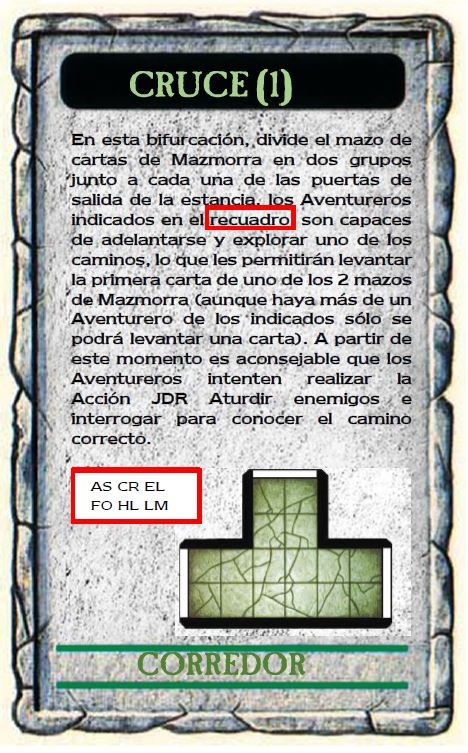 CRUCE (1)
En esta bifurcación, divide el mazo de
cartas de Mazmorra en dos grupos
junto a cada una de las puertas de
salida de la estancia, los Aventureros
indicados en el recuadro son capaces
de adelantarse y explorar uno de los
caminos, lo que les permitirán levantar
la primera carta de uno de los 2 mazos
de Mazmorra (aunque haya más de un
Aventurero de los indicados sólo se
podrá levantar una carta). A partir de
este momento es aconsejable que los
Aventureros intenten realizar la
Acción JDR Aturdir enemigos e
interrogar para conocer el camino
correcto.
AS CR EL
FO HL LM
CORREDOR